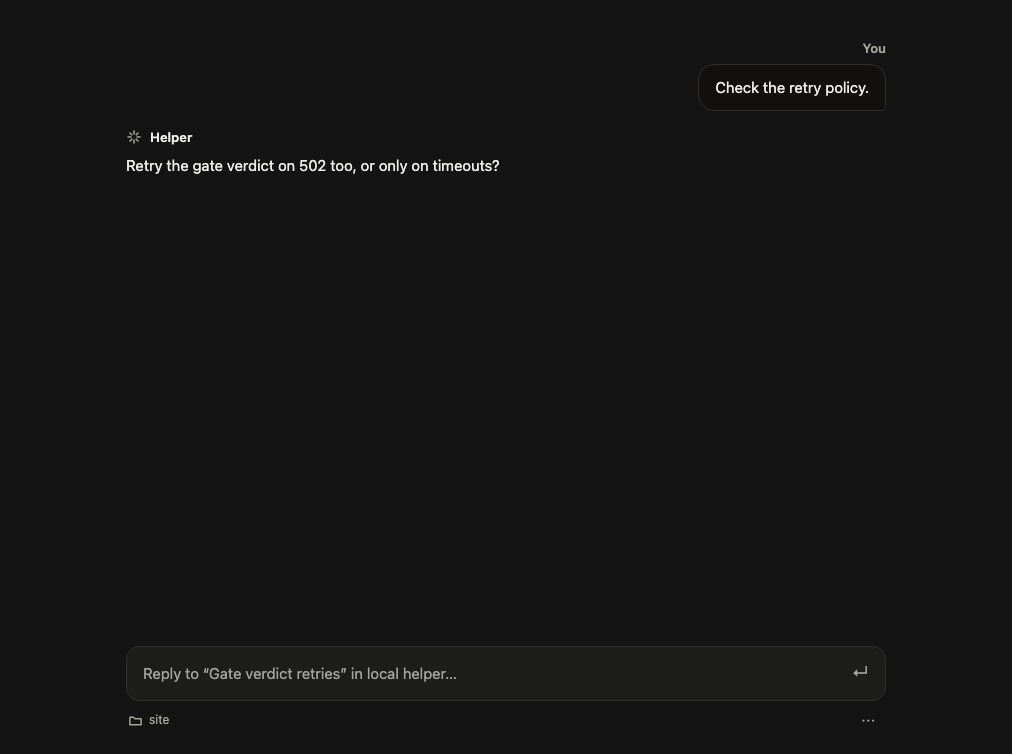 You
Check the retry policy.
Helper
Retry the gate verdict on 502 too, or only on timeouts?
Reply to “Gate verdict retries” in local helper...
site